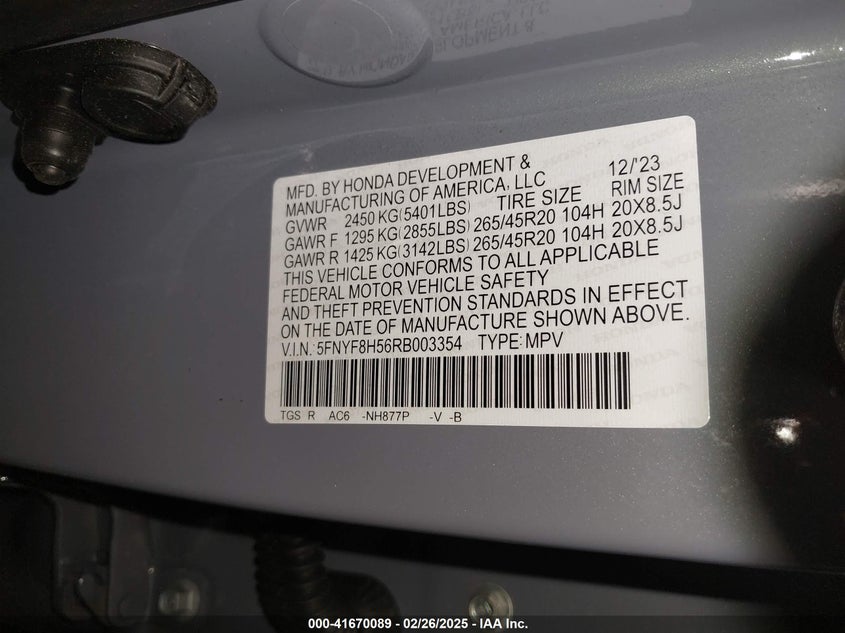 MFD. BY HONDA DEVELOPMENT &
MANUFACTURING OF AMERICA, LLC 12/'23
GVWR 2450 KG(5401LBS) TIRE SIZE RIM SIZE
GAWR F 1295 KG(2855LBS) 265/45R20 104H 20X8.5J
GAWR R 1425 KG(3142LBS) 265/45R20 104H 20X8.5J
THIS VEHICLE CONFORMS TO ALL APPLICABLE
FEDERAL MOTOR VEHICLE SAFETY
AND THEFT PREVENTION STANDARDS IN EFFECT
ON THE DATE OF MANUFACTURE SHOWN ABOVE.
V.I.N.: 5FNYF8H56RB003354 TYPE: MPV
TGS R AC6 -NH877P -V -B
000-41670089 - 02/26/2025 - IAA Inc.